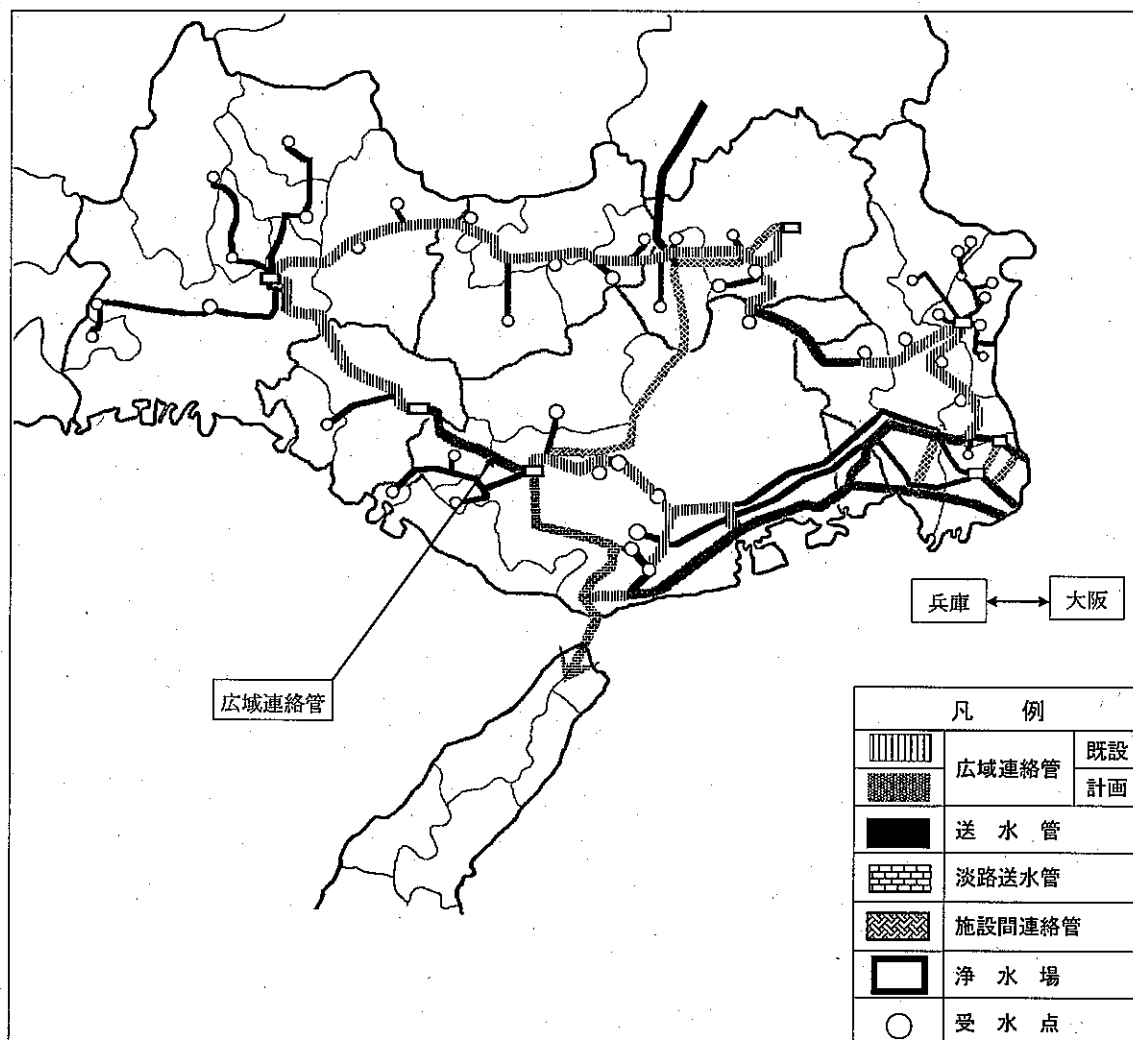 兵庫
大阪
広域連絡管
凡 例
広域連絡管
既設
計画
送 水 管
淡路送水管
施設間連絡管
浄 水 場
受 水 点